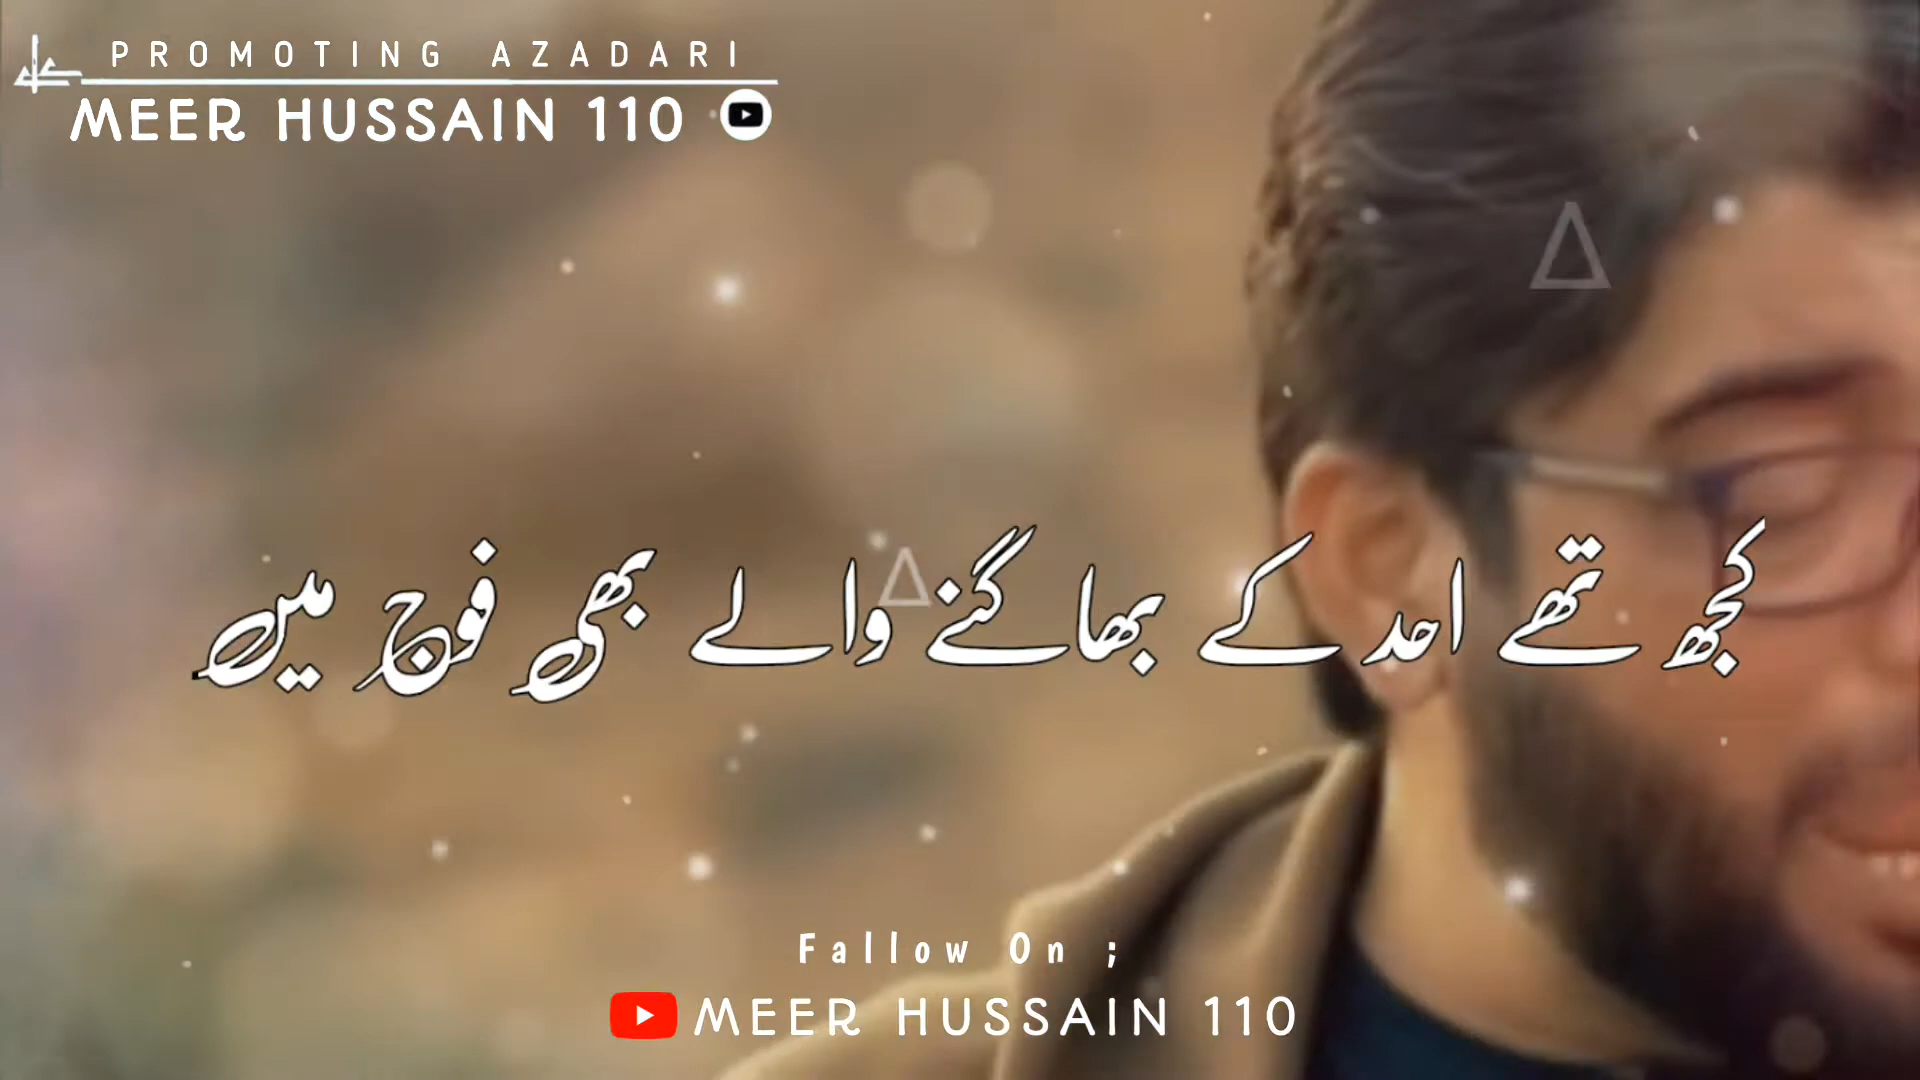 PROMOTING AZADARI
MEER HUSSAIN 110
کچھ تھے احد کے بھاگنے والے بھی فوج میں
Fallow On ;
MEER HUSSAIN 110